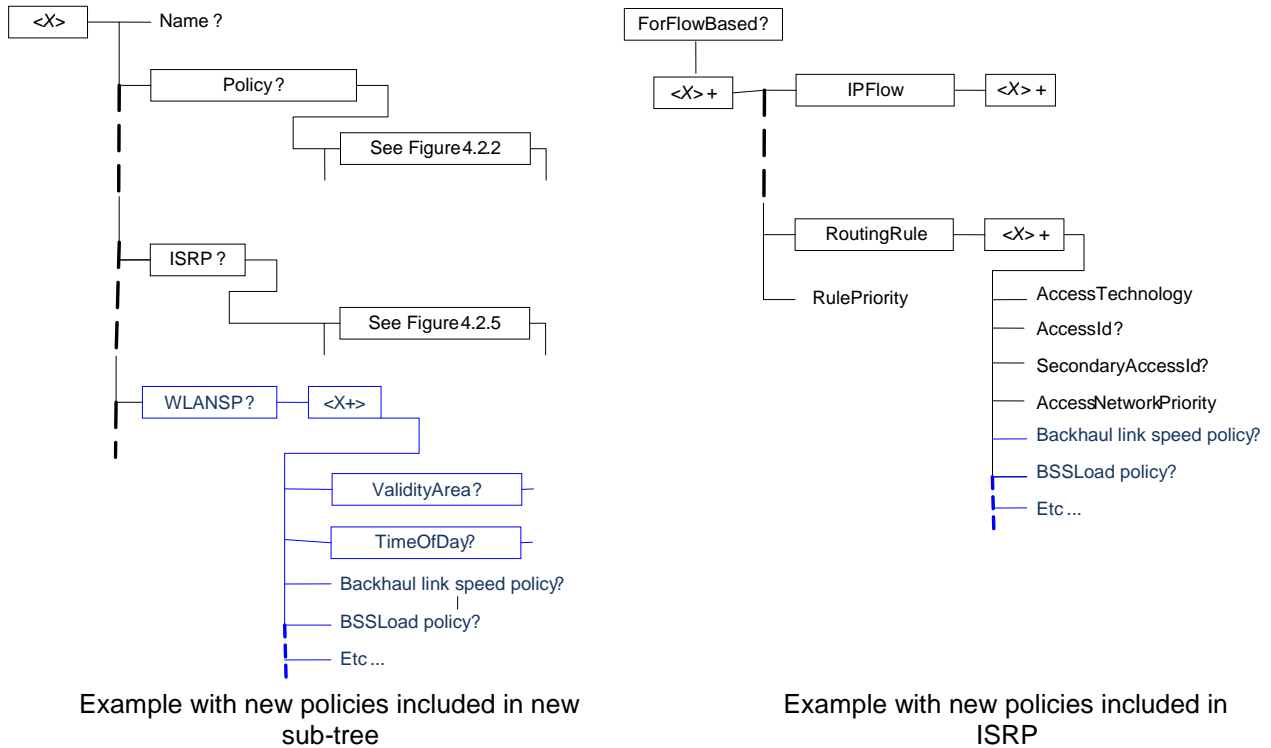 <X>
Name ?
Policy ?
See Figure 4.2.2
ISRP ?
See Figure 4.2.5
WLANSP?
<X+>
ValidityArea?
TimeOfDay?
Backhaul link speed policy?
BSSLoad policy?
Etc ...
Example with new policies included in new
sub-tree
ForFlowBased?
<X> +
IPFlow
<X> +
RoutingRule
<X> +
RulePriority
AccessTechnology
AccessId?
SecondaryAccessId?
AccessNetworkPriority
Backhaul link speed policy?
BSSLoad policy?
Etc ...
Example with new policies included in
ISRP